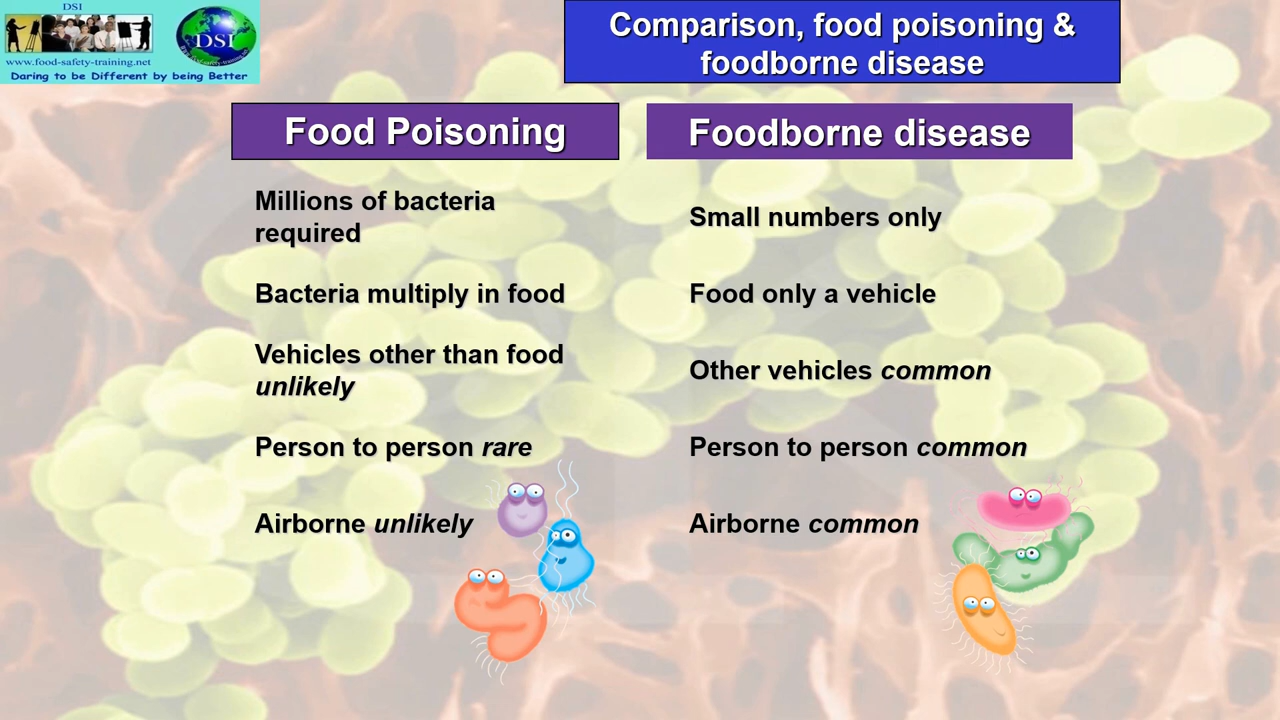 DSI
DSI
www.food-safety-training.net
Daring to be Different by being Better
Comparison, food poisoning &
foodborne disease
Food Poisoning
Foodborne disease
Millions of bacteria
required
Small numbers only
Bacteria multiply in food
Food only a vehicle
Vehicles other than food
unlikely
Other vehicles common
Person to person rare
Person to person common
Airborne unlikely
Airborne common